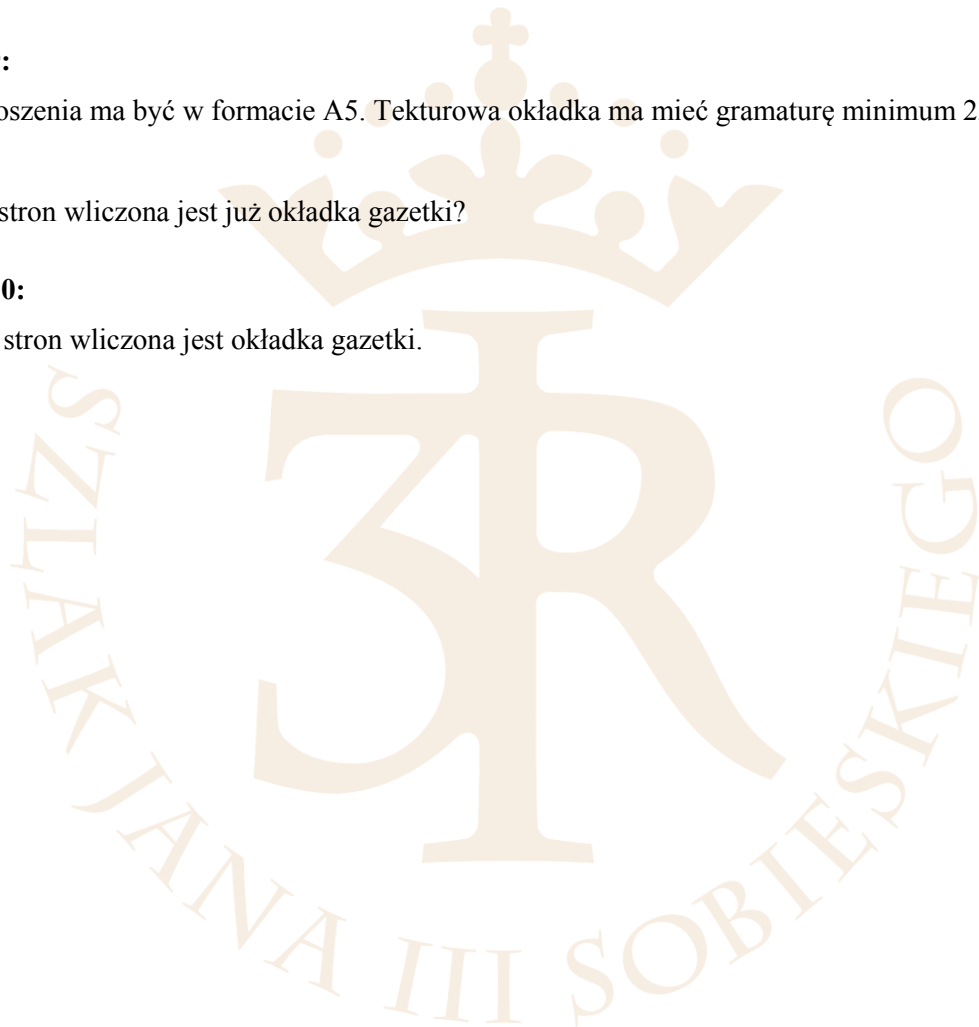 :
oszenia ma być w formacie A5. Tekturowa okładka ma mieć gramaturę minimum 2
stron wliczona jest już okładka gazetki?
0:
stron wliczona jest okładka gazetki.
SZLAK JANA III SOBIESKIEGO